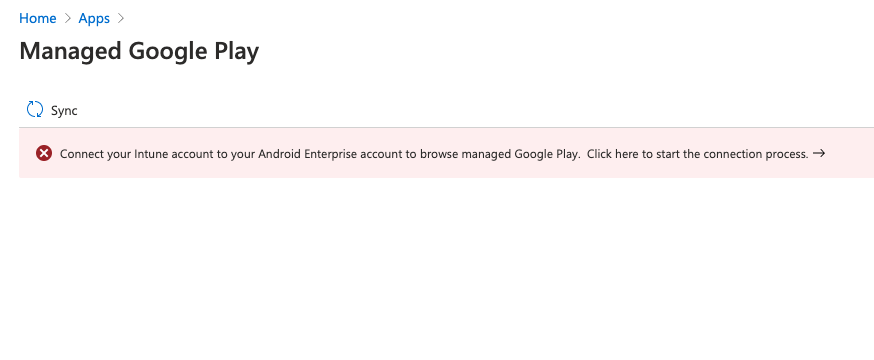 Home > Apps >
Managed Google Play
Sync
Connect your Intune account to your Android Enterprise account to browse managed Google Play. Click here to start the connection process. →